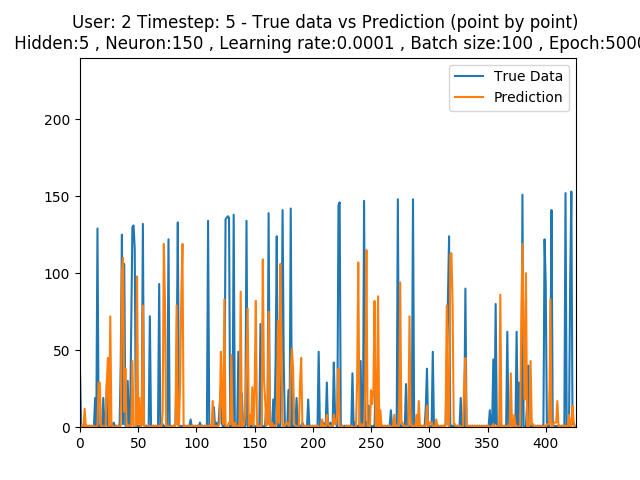 User: 2 Timestep: 5 - True data vs Prediction (point by point)
Hidden:5 , Neuron:150 , Learning rate:0.0001 , Batch size:100 , Epoch:5000
True Data
Prediction
200
150
100
50
0
0 50 100 150 200 250 300 350 400